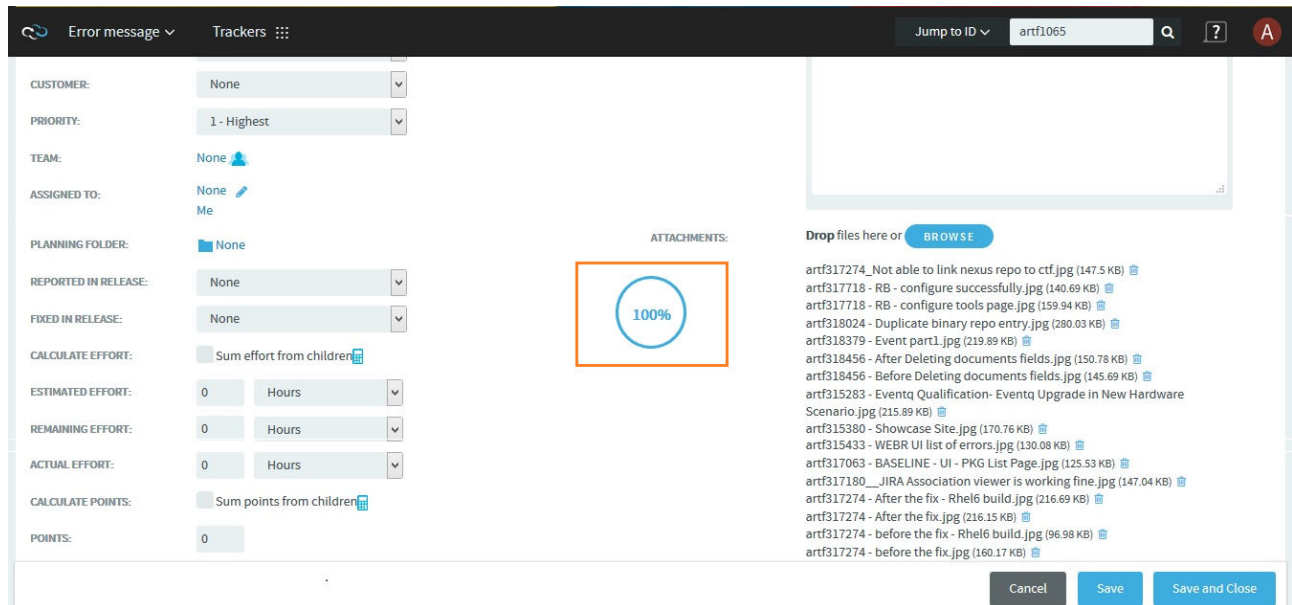 Error message Trackers Jump to ID artf1065 ? A
CUSTOMER: None
PRIORITY: 1 - Highest
TEAM: None
ASSIGNED TO: None
Me
PLANNING FOLDER: None
REPORTED IN RELEASE: None
FIXED IN RELEASE: None
CALCULATE EFFORT: Sum effort from children
ESTIMATED EFFORT: 0 Hours
REMAINING EFFORT: 0 Hours
ACTUAL EFFORT: 0 Hours
CALCULATE POINTS: Sum points from children
POINTS: 0
ATTACHMENTS: Drop files here or BROWSE
100%
artf317274_Not able to link nexus repo to ctf.jpg (147.5 KB)
artf317718 - RB - configure successfully.jpg (140.69 KB)
artf317718 - RB - configure tools page.jpg (159.94 KB)
artf318024 - Duplicate binary repo entry.jpg (280.03 KB)
artf318379 - Event part1.jpg (219.89 KB)
artf318456 - After Deleting documents fields.jpg (150.78 KB)
artf318456 - Before Deleting documents fields.jpg (145.69 KB)
artf315283 - Eventq Qualification- Eventq Upgrade in New Hardware
Scenario.jpg (215.89 KB)
artf315380 - Showcase Site.jpg (170.76 KB)
artf315433 - WEBR UI list of errors.jpg (130.08 KB)
artf317063 - BASELINE - UI - PKG List Page.jpg (125.53 KB)
artf317180__JIRA Association viewer is working fine.jpg (147.04 KB)
artf317274 - After the fix - Rhel6 build.jpg (216.69 KB)
artf317274 - After the fix.jpg (216.15 KB)
artf317274 - before the fix - Rhel6 build.jpg (96.98 KB)
artf317274 - before the fix.jpg (160.17 KB)
Cancel Save Save and Close